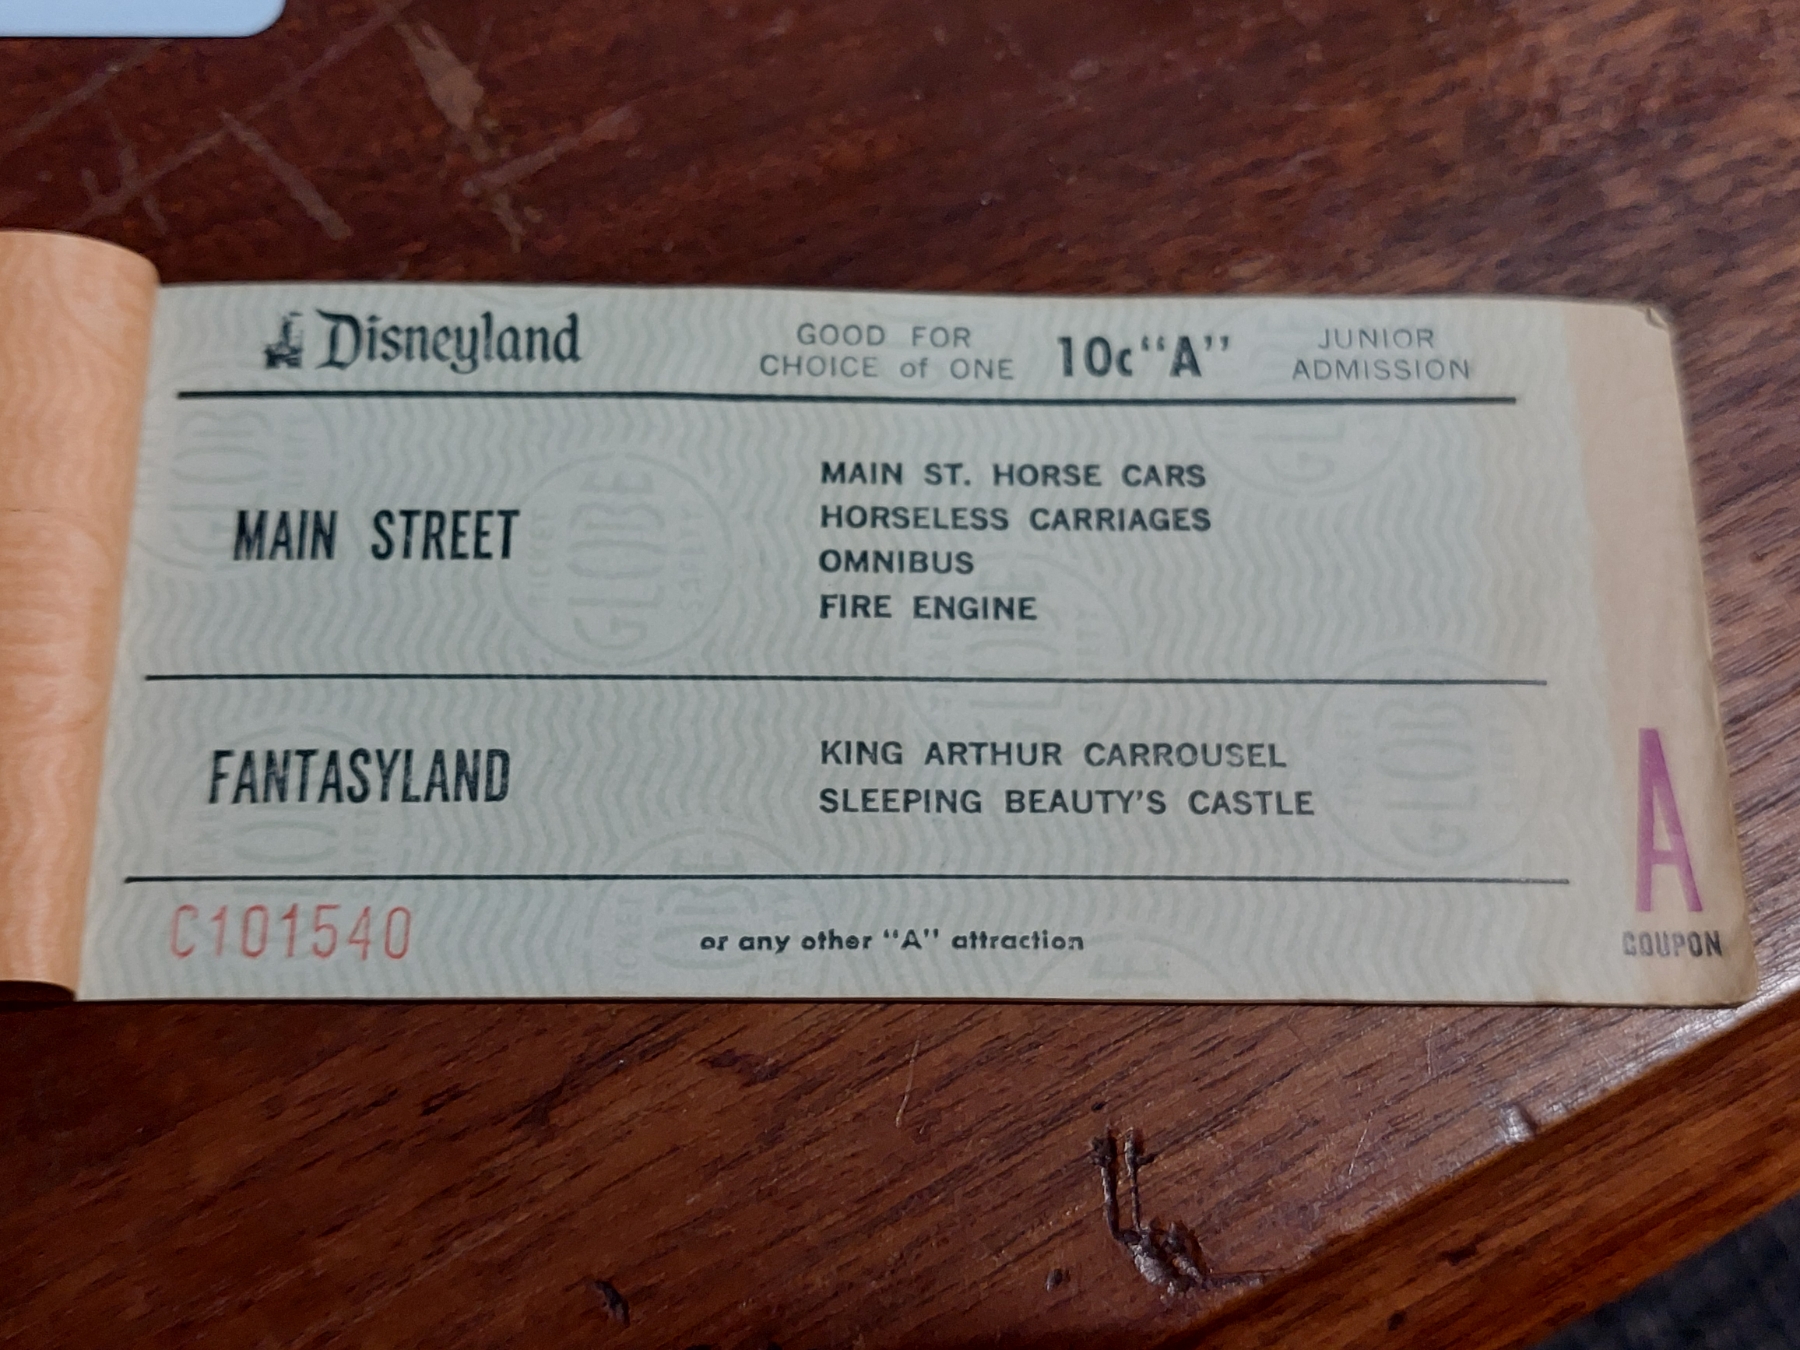 Disneyland
GOOD FOR
CHOICE of ONE
10c "A"
JUNIOR
ADMISSION
MAIN STREET
MAIN ST. HORSE CARS
HORSELESS CARRIAGES
OMNIBUS
FIRE ENGINE
FANTASYLAND
KING ARTHUR CARROUSEL
SLEEPING BEAUTY'S CASTLE
C101540
or any other "A" attraction
A
COUPON
GLOBE